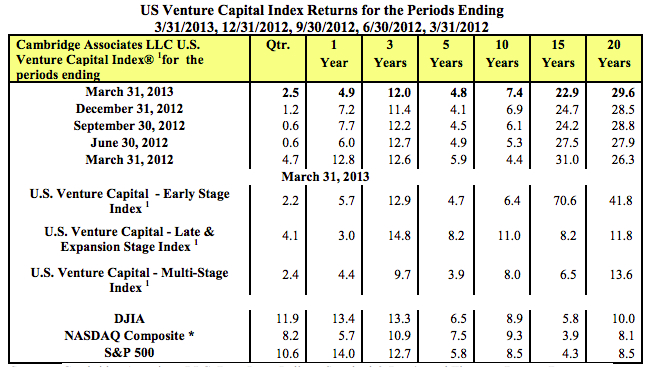 US Venture Capital Index Returns for the Periods Ending
3/31/2013, 12/31/2012, 9/30/2012, 6/30/2012, 3/31/2012
Cambridge Associates LLC U.S. Venture Capital Index® ¹for the periods ending Qtr. 1 Year 3 Years 5 Years 10 Years 15 Years 20 Years
March 31, 2013 2.5 4.9 12.0 4.8 7.4 22.9 29.6
December 31, 2012 1.2 7.2 11.4 4.1 6.9 24.7 28.5
September 30, 2012 0.6 7.7 12.2 4.5 6.1 24.2 28.8
June 30, 2012 0.6 6.0 12.7 4.9 5.3 27.5 27.9
March 31, 2012 4.7 12.8 12.6 5.9 4.4 31.0 26.3
March 31, 2013
U.S. Venture Capital - Early Stage Index ¹ 2.2 5.7 12.9 4.7 6.4 70.6 41.8
U.S. Venture Capital - Late & Expansion Stage Index ¹ 4.1 3.0 14.8 8.2 11.0 8.2 11.8
U.S. Venture Capital - Multi-Stage Index ¹ 2.4 4.4 9.7 3.9 8.0 6.5 13.6
DJIA 11.9 13.4 13.3 6.5 8.9 5.8 10.0
NASDAQ Composite * 8.2 5.7 10.9 7.5 9.3 3.9 8.1
S&P 500 10.6 14.0 12.7 5.8 8.5 4.3 8.5